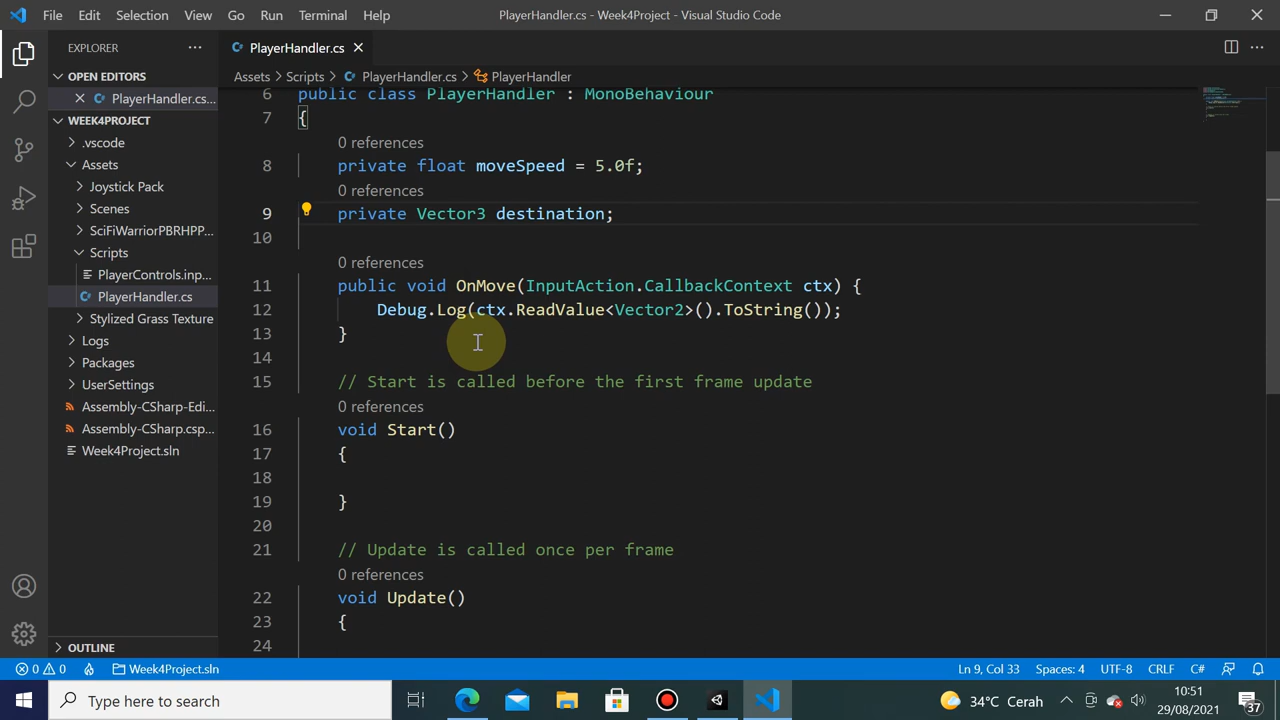 File Edit Selection View Go Run Terminal Help
PlayerHandler.cs - Week4Project - Visual Studio Code
EXPLORER
OPEN EDITORS
PlayerHandler.cs...
WEEK4PROJECT
.vscode
Assets
Joystick Pack
Scenes
SciFiWarriorPBRHPP...
Scripts
PlayerControls.inp...
PlayerHandler.cs
Stylized Grass Texture
Logs
Packages
UserSettings
Assembly-CSharp-Edi...
Assembly-CSharp.csp...
Week4Project.sln
OUTLINE
PlayerHandler.cs
Assets > Scripts > PlayerHandler.cs > PlayerHandler
6 public class PlayerHandler : MonoBehaviour
7 {
0 references
8 private float moveSpeed = 5.0f;
0 references
9 private Vector3 destination;
10
0 references
11 public void OnMove(InputAction.CallbackContext ctx) {
12 Debug.Log(ctx.ReadValue<Vector2>().ToString());
13 }
14
15 // Start is called before the first frame update
0 references
16 void Start()
17 {
18
19 }
20
21 // Update is called once per frame
0 references
22 void Update()
23 {
24
0 0 Week4Project.sln
Ln 9, Col 33 Spaces: 4 UTF-8 CRLF C#
Type here to search
34°C Cerah
10:51
29/08/2021
37